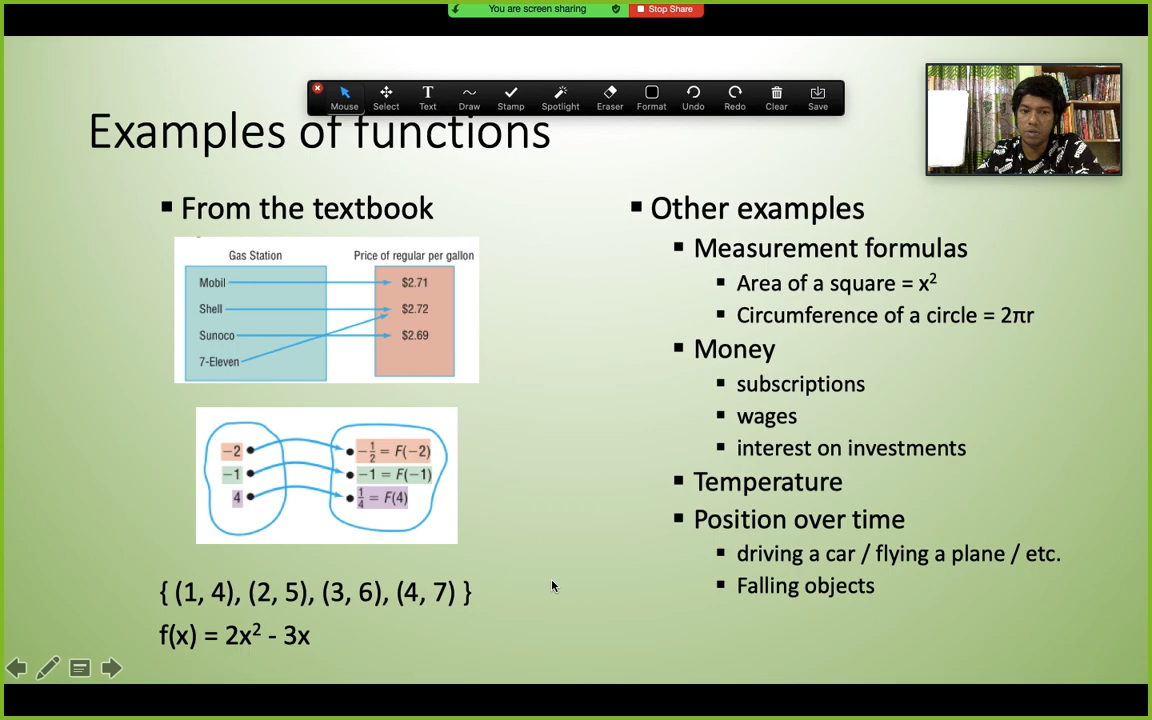 You are screen sharing
Stop Share
Mouse
Select
Text
Draw
Stamp
Spotlight
Eraser
Format
Undo
Redo
Clear
Save
Examples of functions
▪ From the textbook
Gas Station
Price of regular per gallon
Mobil
$2.71
Shell
$2.72
Sunoco
$2.69
7-Eleven
−2
−1/2 = F(−2)
−1
−1 = F(−1)
4
1/4 = F(4)
{ (1, 4), (2, 5), (3, 6), (4, 7) }
f(x) = 2x² - 3x
▪ Other examples
▪ Measurement formulas
▪ Area of a square = x²
▪ Circumference of a circle = 2πr
▪ Money
▪ subscriptions
▪ wages
▪ interest on investments
▪ Temperature
▪ Position over time
▪ driving a car / flying a plane / etc.
▪ Falling objects